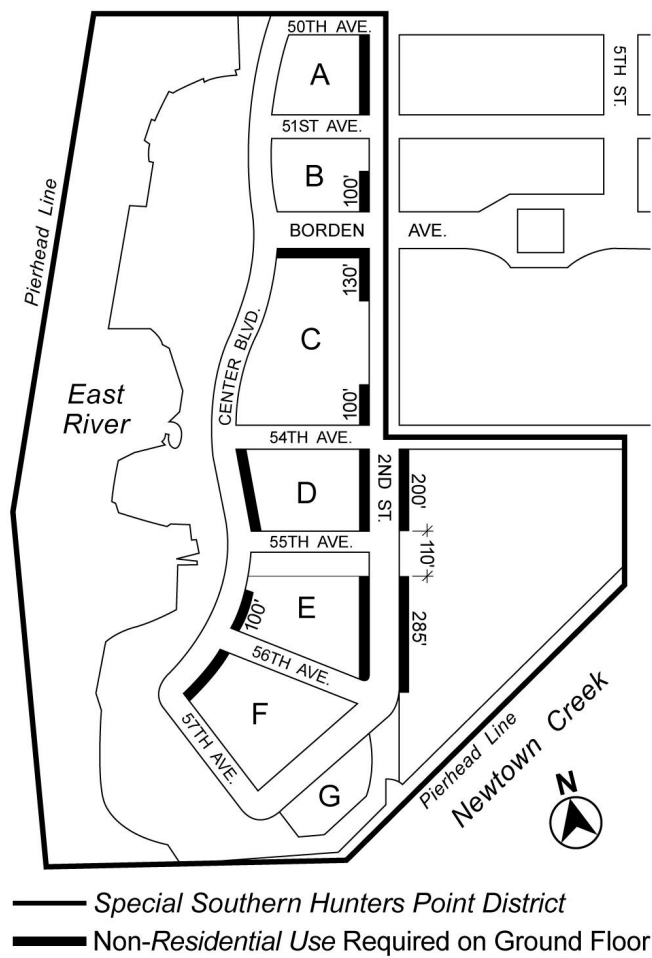 50TH AVE.
A
5TH ST.
51ST AVE.
B
100'
Pierhead Line
BORDEN AVE.
130'
C
CENTER BLVD.
East
River
100'
54TH AVE.
2ND ST.
D
200'
55TH AVE.
110'
E
100'
285'
56TH AVE.
F
57TH AVE.
G
Pierhead Line
Newtown Creek
N
Special Southern Hunters Point District
Non-Residential Use Required on Ground Floor